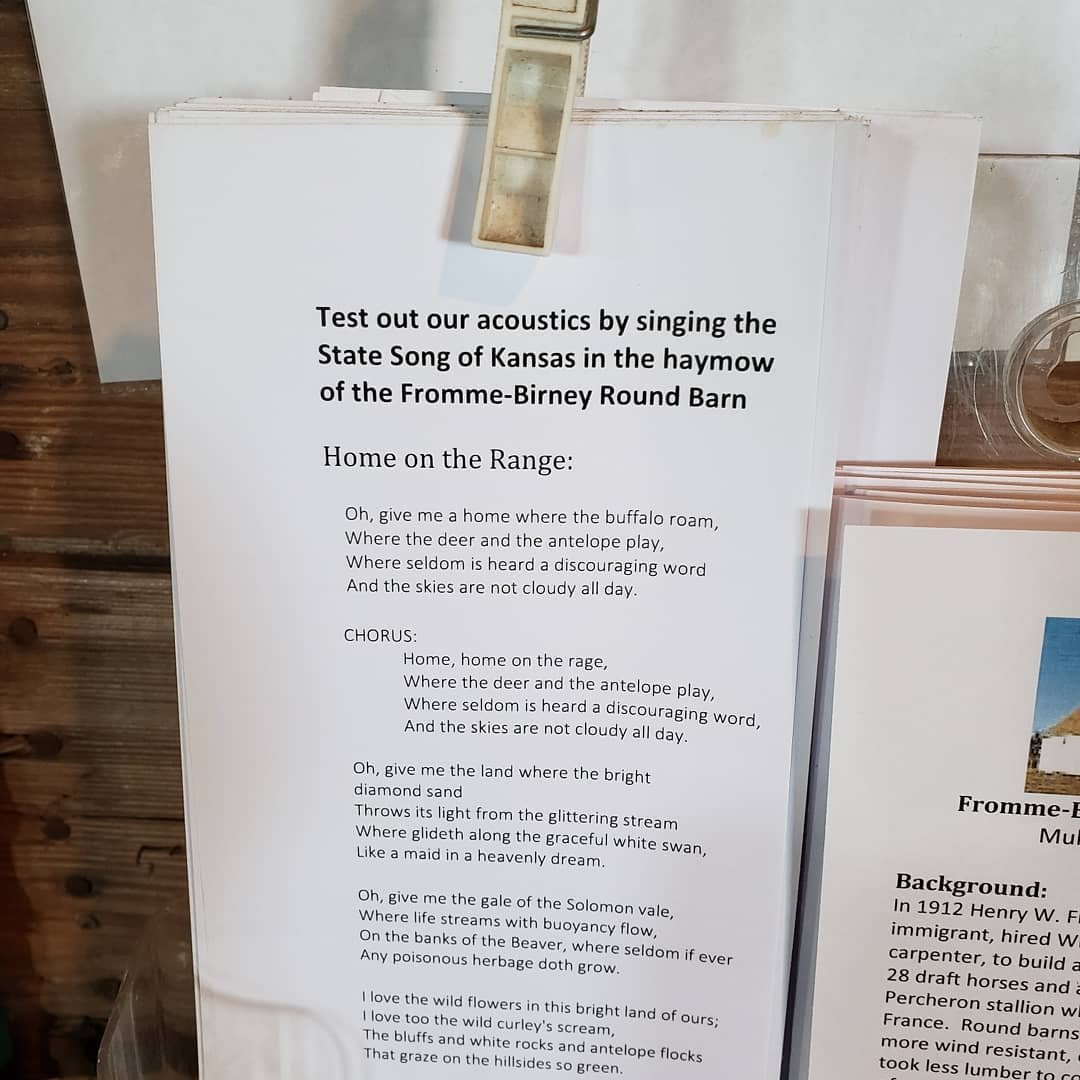 Test out our acoustics by singing the
State Song of Kansas in the haymow
of the Fromme-Birney Round Barn
Home on the Range:
Oh, give me a home where the buffalo roam,
Where the deer and the antelope play,
Where seldom is heard a discouraging word
And the skies are not cloudy all day.
CHORUS:
Home, home on the rage,
Where the deer and the antelope play,
Where seldom is heard a discouraging word,
And the skies are not cloudy all day.
Oh, give me the land where the bright
diamond sand
Throws its light from the glittering stream
Where glideth along the graceful white swan,
Like a maid in a heavenly dream.
Oh, give me the gale of the Solomon vale,
Where life streams with buoyancy flow,
On the banks of the Beaver, where seldom if ever
Any poisonous herbage doth grow.
I love the wild flowers in this bright land of ours;
I love too the wild curley's scream,
The bluffs and white rocks and antelope flocks
That graze on the hillsides so green.
Fromme-
Background:
In 1912 Henry W.
immigrant, hired
carpenter, to build
28 draft horses and
Percheron stallion
France. Round barns
more wind resistant,
took less lumber to